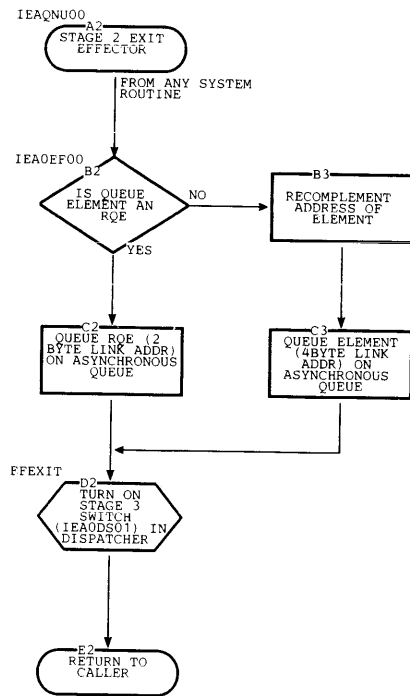 IEAQNU00
A2
STAGE 2 EXIT
EFFECTOR
FROM ANY SYSTEM
ROUTINE
IEA0EF00
B2
IS QUEUE
ELEMENT AN
RQE
NO
YES
B3
RECOMPLEMENT
ADDRESS OF
ELEMENT
C2
QUEUE RQE (2
BYTE LINK ADDR)
ON ASYNCHRONOUS
QUEUE
C3
QUEUE ELEMENT
(4BYTE LINK
ADDR) ON
ASYNCHRONOUS
QUEUE
FFEXIT
D2
TURN ON
STAGE 3
SWITCH
(IEA0DS01) IN
DISPATCHER
E2
RETURN TO
CALLER